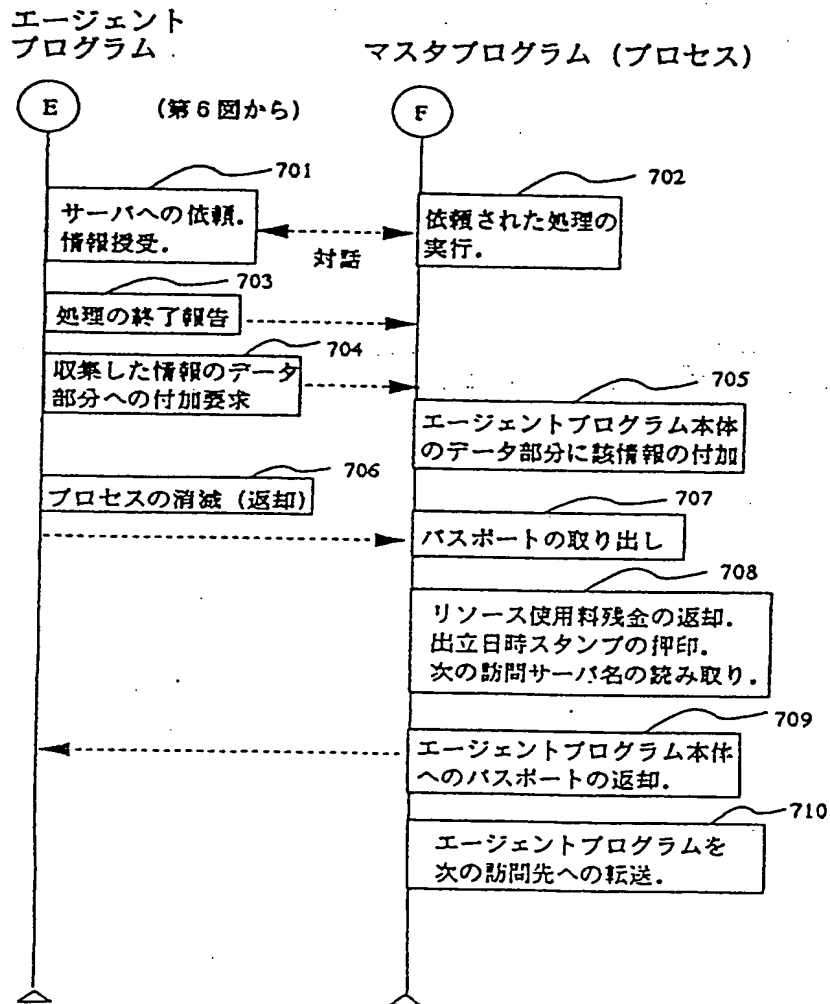 エージェント
プログラム
マスタプログラム (プロセス)
E
(第6図から)
F
701
サーバへの依頼.
情報授受.
対話
702
依頼された処理の
実行.
703
処理の終了報告
704
収集した情報のデータ
部分への付加要求
705
エージェントプログラム本体
のデータ部分に該情報の付加
706
プロセスの消滅 (返却)
707
パスポートの取り出し
708
リソース使用料残金の返却.
出立日時スタンプの押印.
次の訪問サーバ名の読み取り.
709
エージェントプログラム本体
へのパスポートの返却.
710
エージェントプログラムを
次の訪問先への転送.